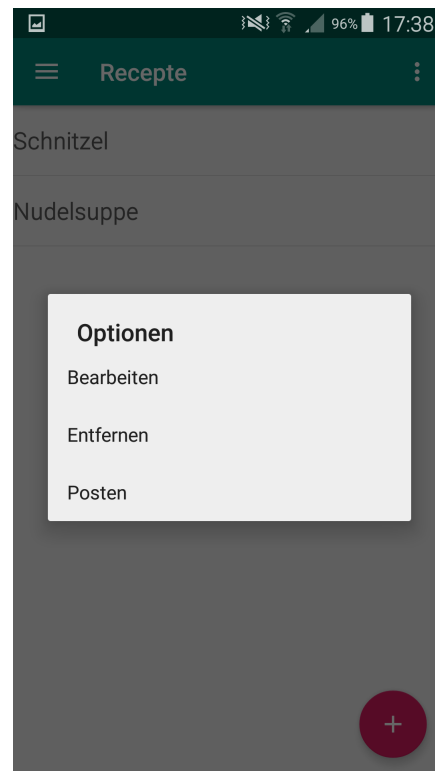 96% 17:38
Recepte
Schnitzel
Nudelsuppe
Optionen
Bearbeiten
Entfernen
Posten